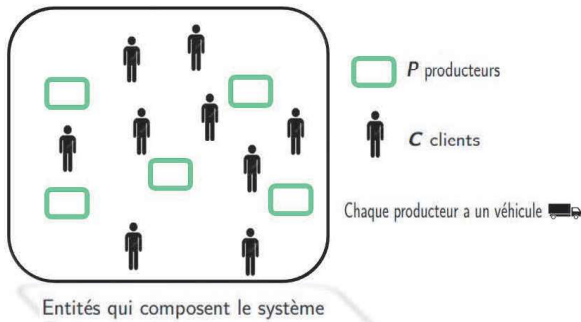 P producteurs
C clients
Chaque producteur a un véhicule
Entités qui composent le système